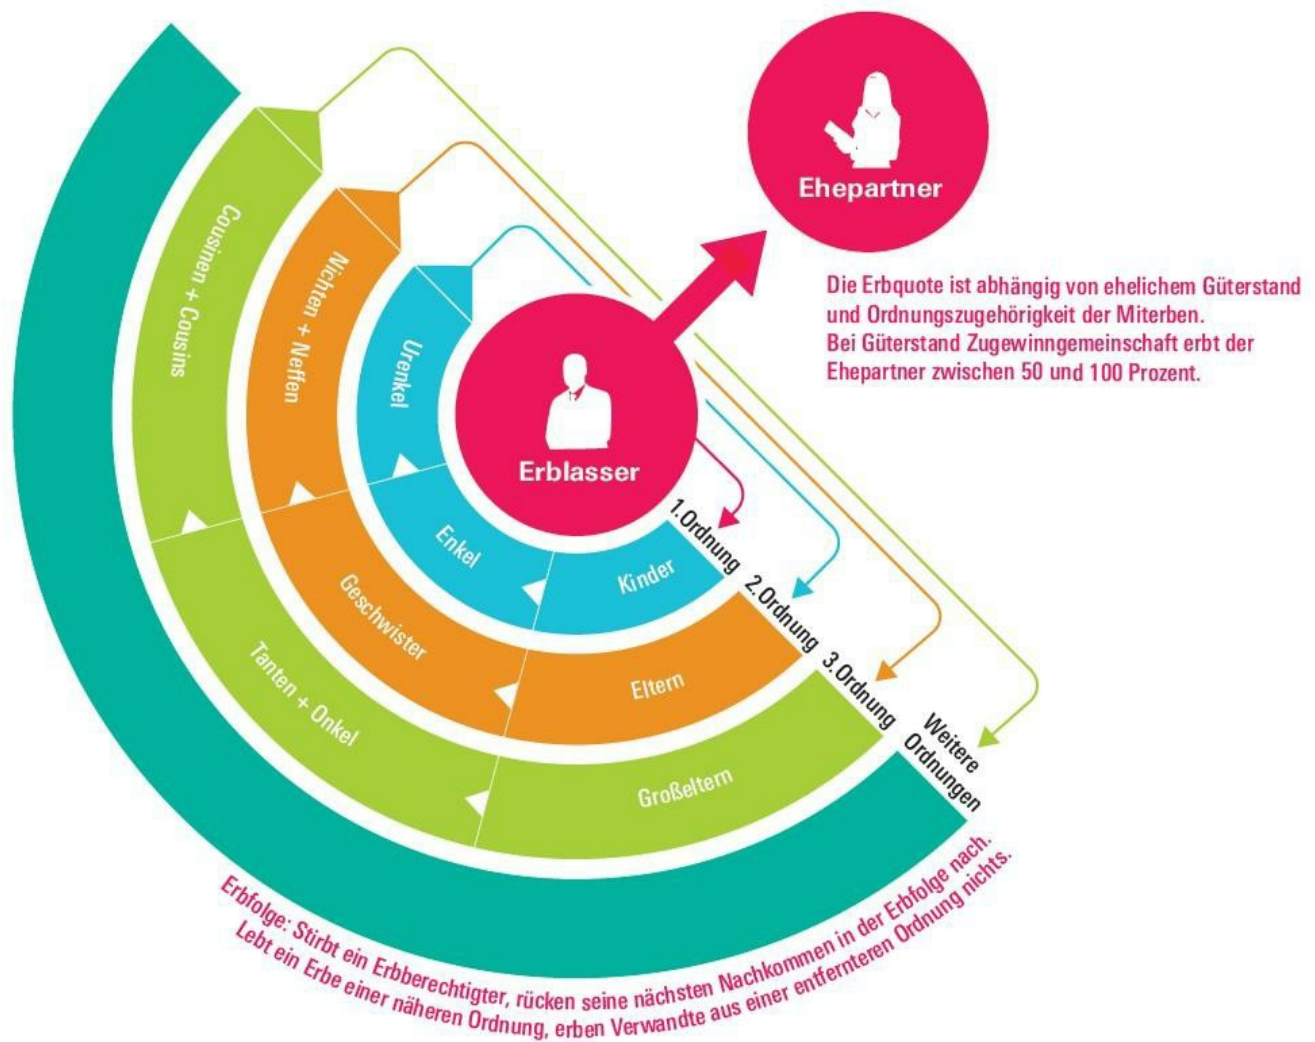 Ehepartner
Die Erbquote ist abhängig von ehelichem Güterstand
und Ordnungszugehörigkeit der Miterben.
Bei Güterstand Zugewinngemeinschaft erbt der
Ehepartner zwischen 50 und 100 Prozent.
Erblasser
1. Ordnung
Kinder
Enkel
Urenkel
2. Ordnung
Eltern
Geschwister
Nichten + Neffen
3. Ordnung
Großeltern
Tanten + Onkel
Cousinen + Cousins
Weitere
Ordnungen
Erbfolge: Stirbt ein Erbberechtigter, rücken seine nächsten Nachkommen in der Erbfolge nach.
Lebt ein Erbe einer näheren Ordnung, erben Verwandte aus einer entfernteren Ordnung nichts.